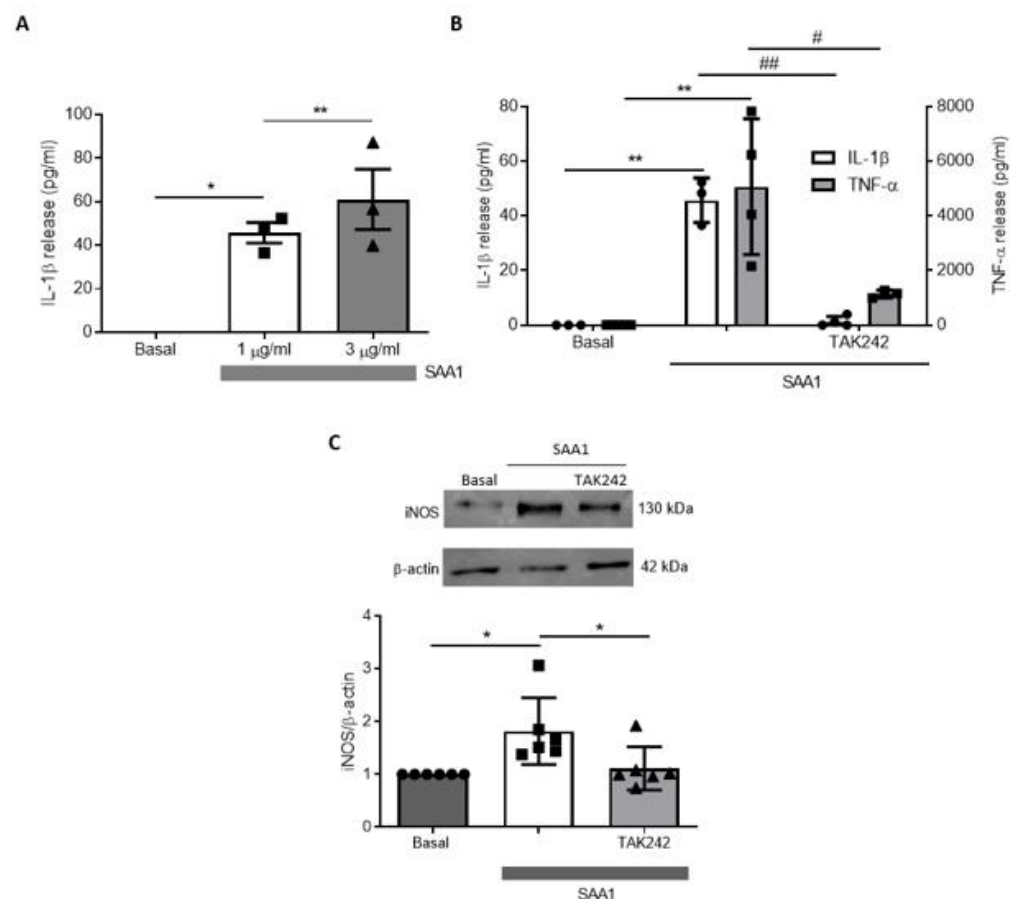 A
IL-1β release (pg/ml)
100
80
60
40
20
0
*
**
Basal
1 μg/ml
3 μg/ml
SAA1
B
#
##
**
**
IL-1β release (pg/ml)
80
60
40
20
0
IL-1β
TNF-α
8000
6000
4000
2000
0
TNF-α release (pg/ml)
Basal
TAK242
SAA1
C
SAA1
Basal
TAK242
iNOS
130 kDa
β-actin
42 kDa
iNOS/β-actin
4
3
2
1
0
*
*
Basal
TAK242
SAA1